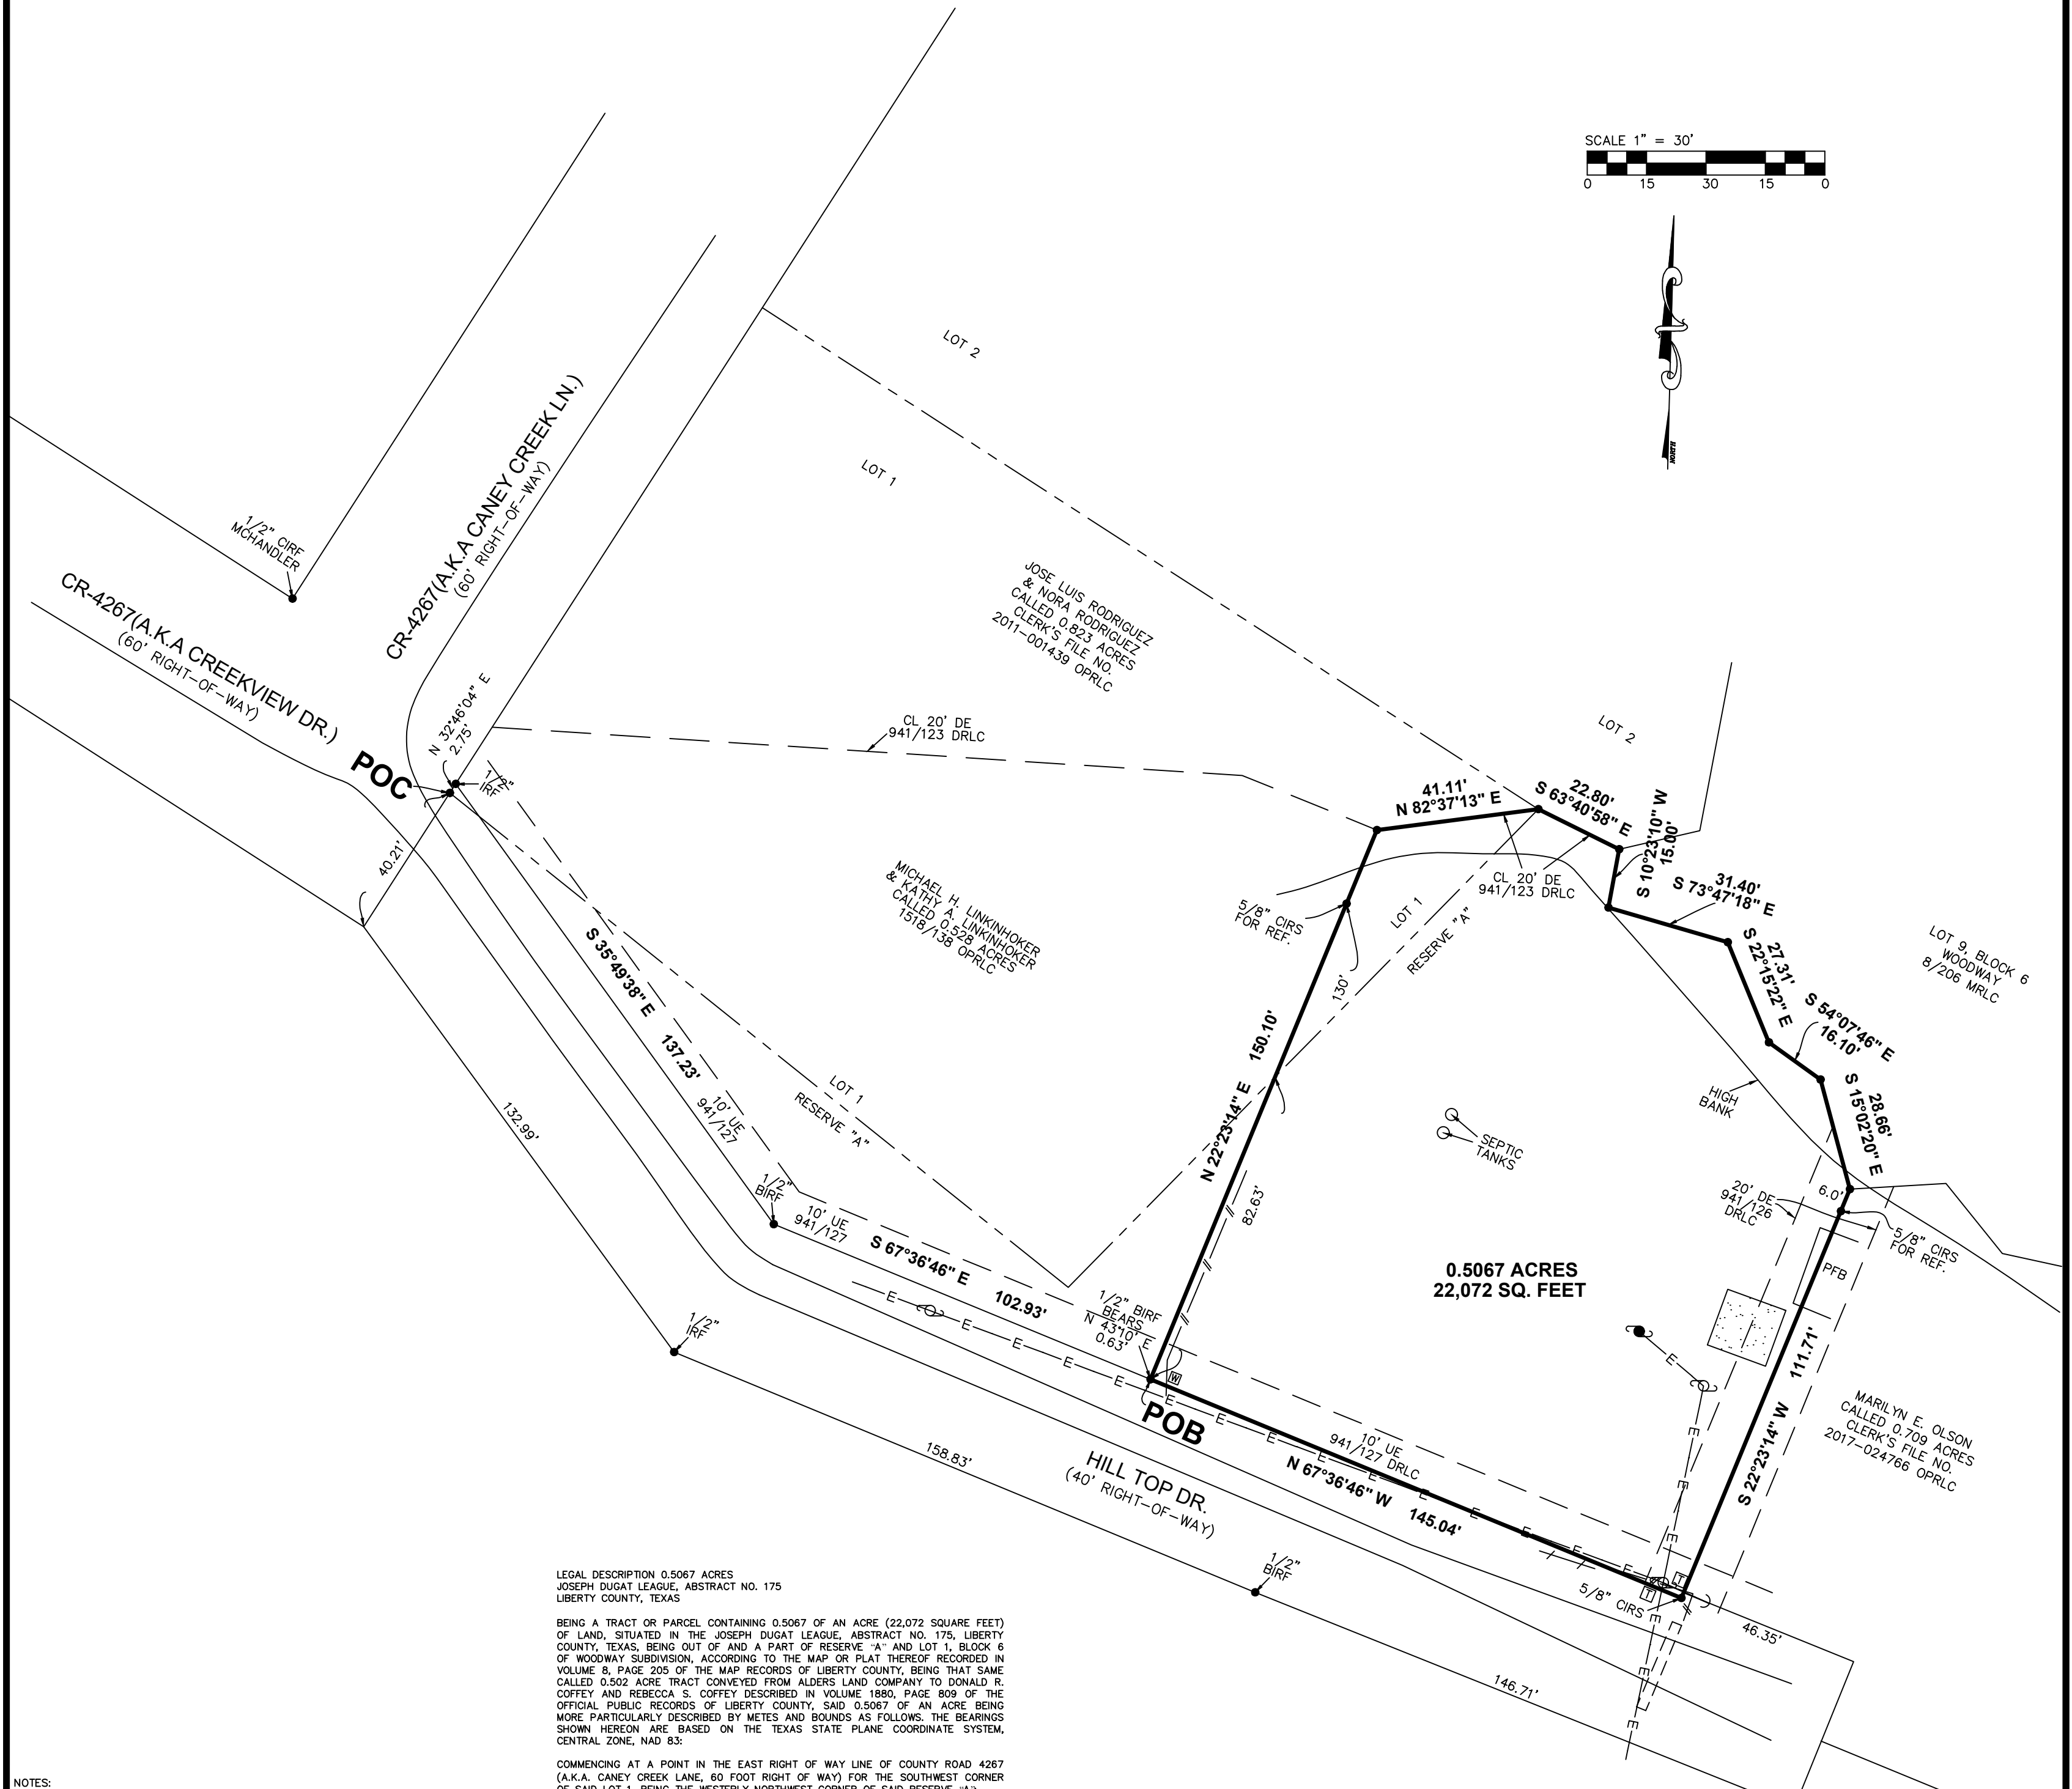 SCALE 1" = 30'
0 15 30 15 0
NORTH
LOT 2
LOT 1
1/2" CIRF
MCHANDLER
CR-4267(A.K.A CANEY CREEK LN.)
(60' RIGHT-OF-WAY)
CR-4267(A.K.A CREEKVIEW DR.)
(60' RIGHT-OF-WAY)
JOSE LUIS RODRIGUEZ
& NORA RODRIGUEZ
CALLED 0.823 ACRES
CLERK'S FILE NO.
2011-001439 OPRLC
N 32°46'04" E
2.75'
POC
1/2"
IRF
40.21'
CL 20' DE
941/123 DRLC
LOT 2
41.11'
N 82°37'13" E
22.80'
S 63°40'58" E
S 10°23'10" W
15.00'
31.40'
S 73°47'18" E
CL 20' DE
941/123 DRLC
MICHAEL H. LINKINHOKER
& KATHY A. LINKINHOKER
CALLED 0.528 ACRES
1518/138 OPRLC
5/8" CIRS
FOR REF.
LOT 1
RESERVE "A"
130'
27.31'
S 22°15'22" E
LOT 9, BLOCK 6
WOODWAY
8/206 MRLC
S 54°07'46" E
16.10'
S 35°49'38" E 137.23'
N 22°23'14" E 150.10'
HIGH
BANK
28.66'
S 15°02'20" E
LOT 1
RESERVE "A"
10' UE
941/127
132.99'
SEPTIC
TANKS
1/2"
BIRF
10' UE
941/127
82.63'
20' DE
941/126
DRLC
6.0'
5/8" CIRS
FOR REF.
PFB
S 67°36'46" E 102.93'
0.5067 ACRES
22,072 SQ. FEET
1/2" BIRF
BEARS
N 43°10' E
0.63'
1/2"
IRF
E E E E E E E E E E E E E E E
W
POB
S 22°23'14" W 111.71'
E
E
E
E
E
E
E
E
MARILYN E. OLSON
CALLED 0.709 ACRES
CLERK'S FILE NO.
2017-024766 OPRLC
10' UE
941/127 DRLC
N 67°36'46" W 145.04'
158.83'
HILL TOP DR.
(40' RIGHT-OF-WAY)
1/2"
BIRF
T
T
5/8" CIRS
46.35'
146.71'
LEGAL DESCRIPTION 0.5067 ACRES
JOSEPH DUGAT LEAGUE, ABSTRACT NO. 175
LIBERTY COUNTY, TEXAS
BEING A TRACT OR PARCEL CONTAINING 0.5067 OF AN ACRE (22,072 SQUARE FEET)
OF LAND, SITUATED IN THE JOSEPH DUGAT LEAGUE, ABSTRACT NO. 175, LIBERTY
COUNTY, TEXAS, BEING OUT OF AND A PART OF RESERVE "A" AND LOT 1, BLOCK 6
OF WOODWAY SUBDIVISION, ACCORDING TO THE MAP OR PLAT THEREOF RECORDED IN
VOLUME 8, PAGE 205 OF THE MAP RECORDS OF LIBERTY COUNTY, BEING THAT SAME
CALLED 0.502 ACRE TRACT CONVEYED FROM ALDERS LAND COMPANY TO DONALD R.
COFFEY AND REBECCA S. COFFEY DESCRIBED IN VOLUME 1880, PAGE 809 OF THE
OFFICIAL PUBLIC RECORDS OF LIBERTY COUNTY, SAID 0.5067 OF AN ACRE BEING
MORE PARTICULARLY DESCRIBED BY METES AND BOUNDS AS FOLLOWS. THE BEARINGS
SHOWN HEREON ARE BASED ON THE TEXAS STATE PLANE COORDINATE SYSTEM,
CENTRAL ZONE, NAD 83:
COMMENCING AT A POINT IN THE EAST RIGHT OF WAY LINE OF COUNTY ROAD 4267
(A.K.A. CANEY CREEK LANE, 60 FOOT RIGHT OF WAY) FOR THE SOUTHWEST CORNER
OF SAID LOT 1, BEING THE WESTERLY NORTHWEST CORNER OF SAID RESERVE "A"
NOTES: